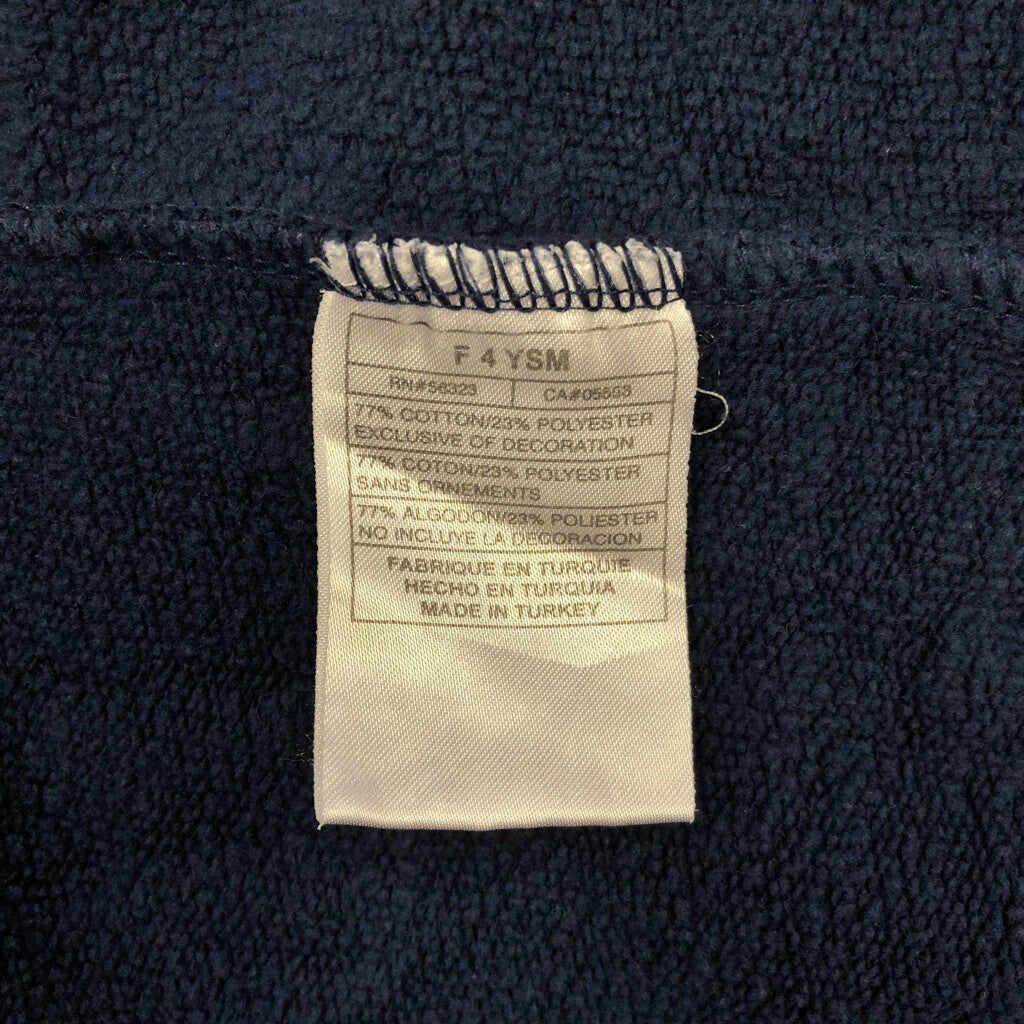 F 4 YSM
RN#56323 CA#05553
77% COTTON/23% POLYESTER
EXCLUSIVE OF DECORATION
77% COTON/23% POLYESTER
SANS ORNEMENTS
77% ALGODON/23% POLIESTER
NO INCLUYE LA DECORACION
FABRIQUE EN TURQUIE
HECHO EN TURQUIA
MADE IN TURKEY